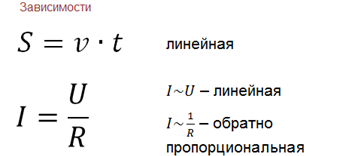 Зависимости
S = v · t линейная
I = U/R
I~U – линейная
I~1/R – обратно
пропорциональная